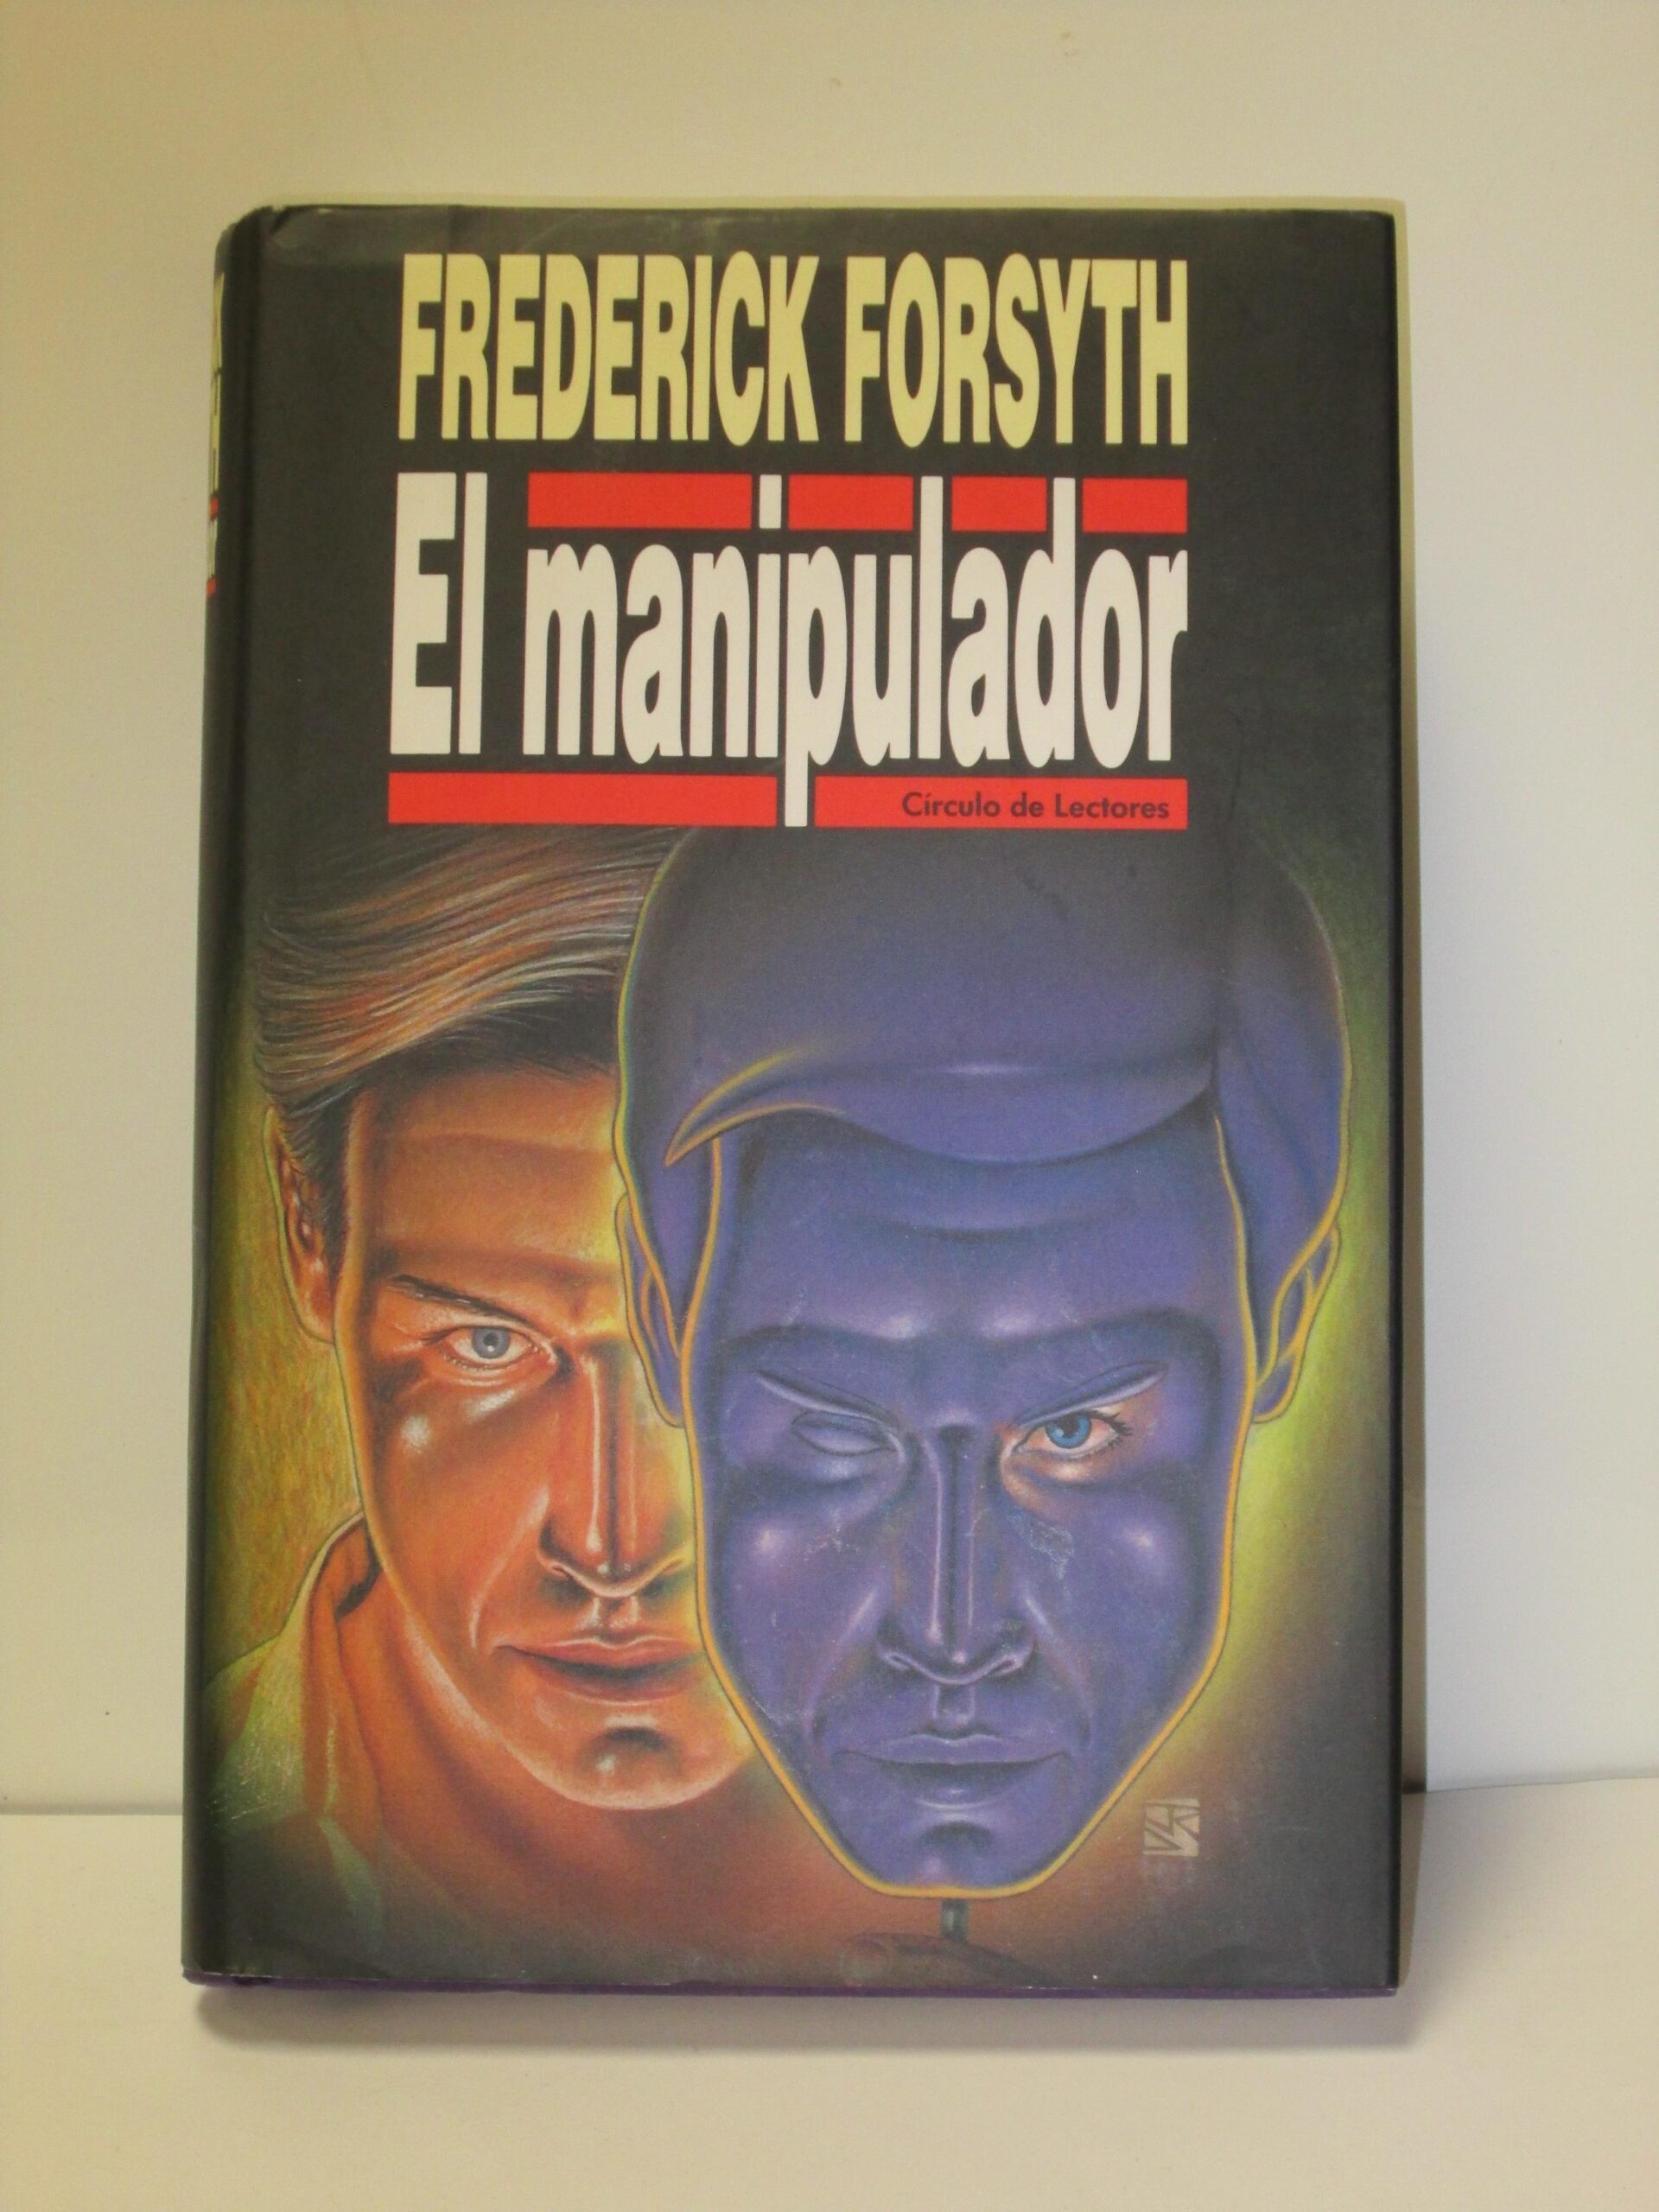 FREDERICK FORSYTH
El manipulador
Círculo de Lectores